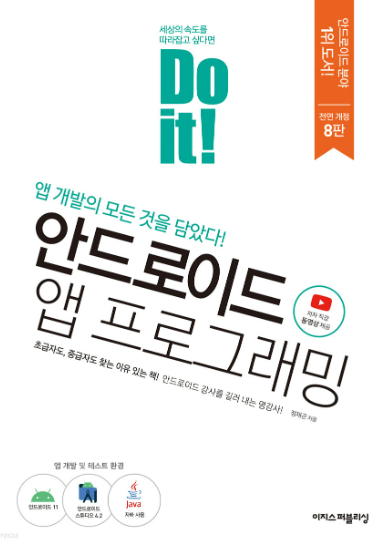 세상의 속도를
따라잡고 싶다면
Do
it!
안드로이드 분야
1위 도서!
전면 개정
8판
앱 개발의 모든 것을 담았다!
안드로이드
앱 프로그래밍
저자 직강
동영상 제공
초급자도, 중급자도 찾는 이유 있는 책! 안드로이드 강사를 길러 내는 명강사!
정재곤 지음
앱 개발 및 테스트 환경
안드로이드 11
안드로이드
스튜디오 4.2
Java
자바 사용
이지스 퍼블리싱